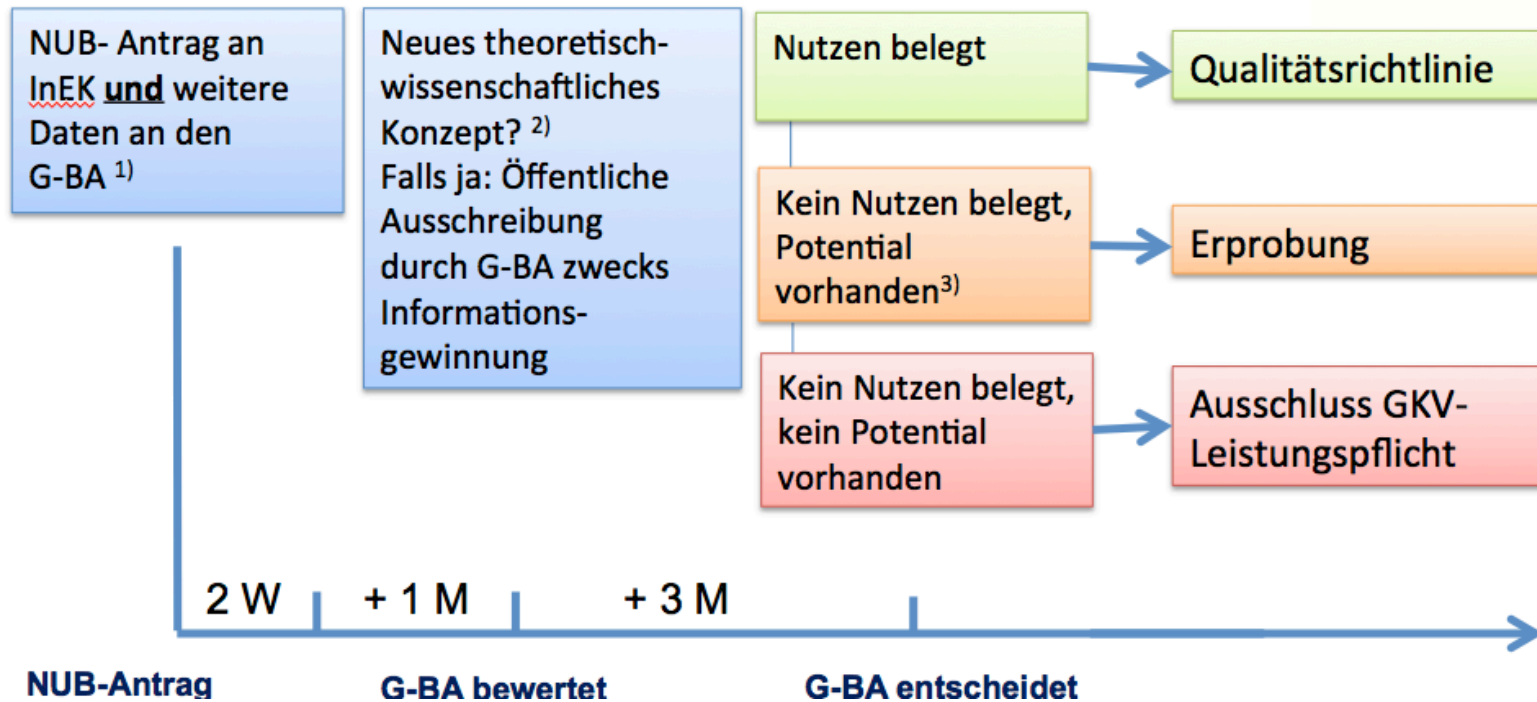 NUB- Antrag an
InEK und weitere
Daten an den
G-BA 1)
Neues theoretisch-
wissenschaftliches
Konzept? 2)
Falls ja: Öffentliche
Ausschreibung
durch G-BA zwecks
Informations-
gewinnung
Nutzen belegt
Qualitätsrichtlinie
Kein Nutzen belegt,
Potential
vorhanden3)
Erprobung
Kein Nutzen belegt,
kein Potential
vorhanden
Ausschluss GKV-
Leistungspflicht
2 W
+ 1 M
+ 3 M
NUB-Antrag
G-BA bewertet
G-BA entscheidet